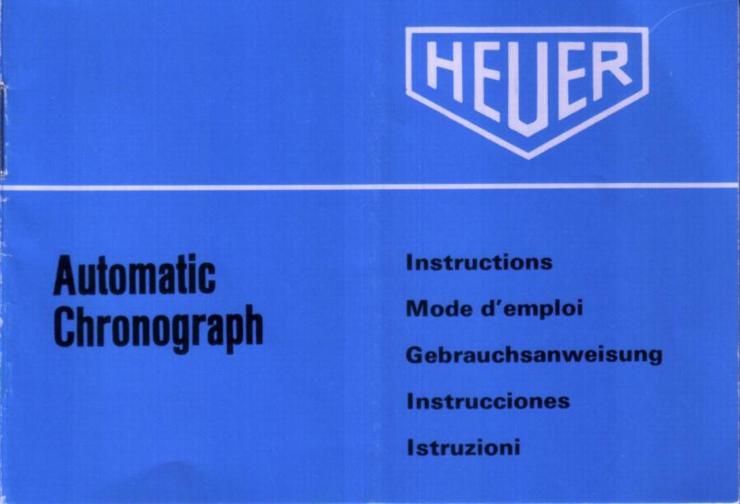 HEUER
Automatic
Chronograph
Instructions
Mode d'emploi
Gebrauchsanweisung
Instrucciones
Istruzioni